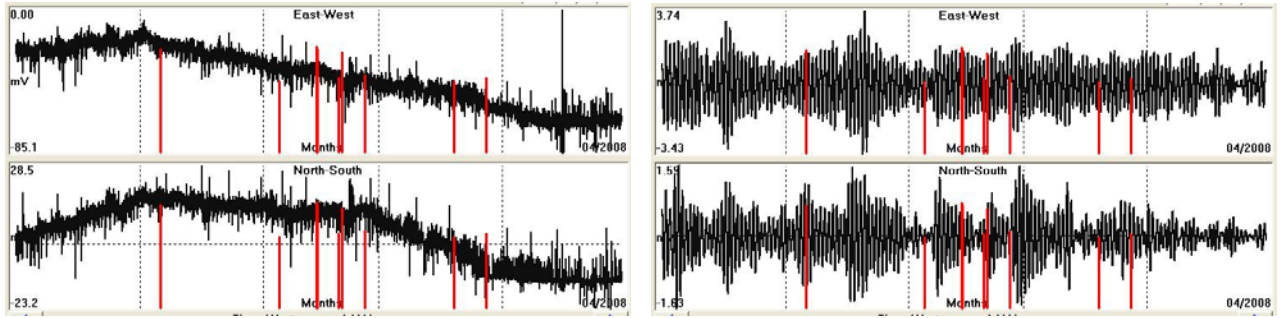 0.00
East-West
mV
-85.1
Months
04/2008
28.5
North-South
-23.2
Months
04/2008
3.74
East-West
-3.43
Months
04/2008
1.59
North-South
-1.63
Months
04/2008